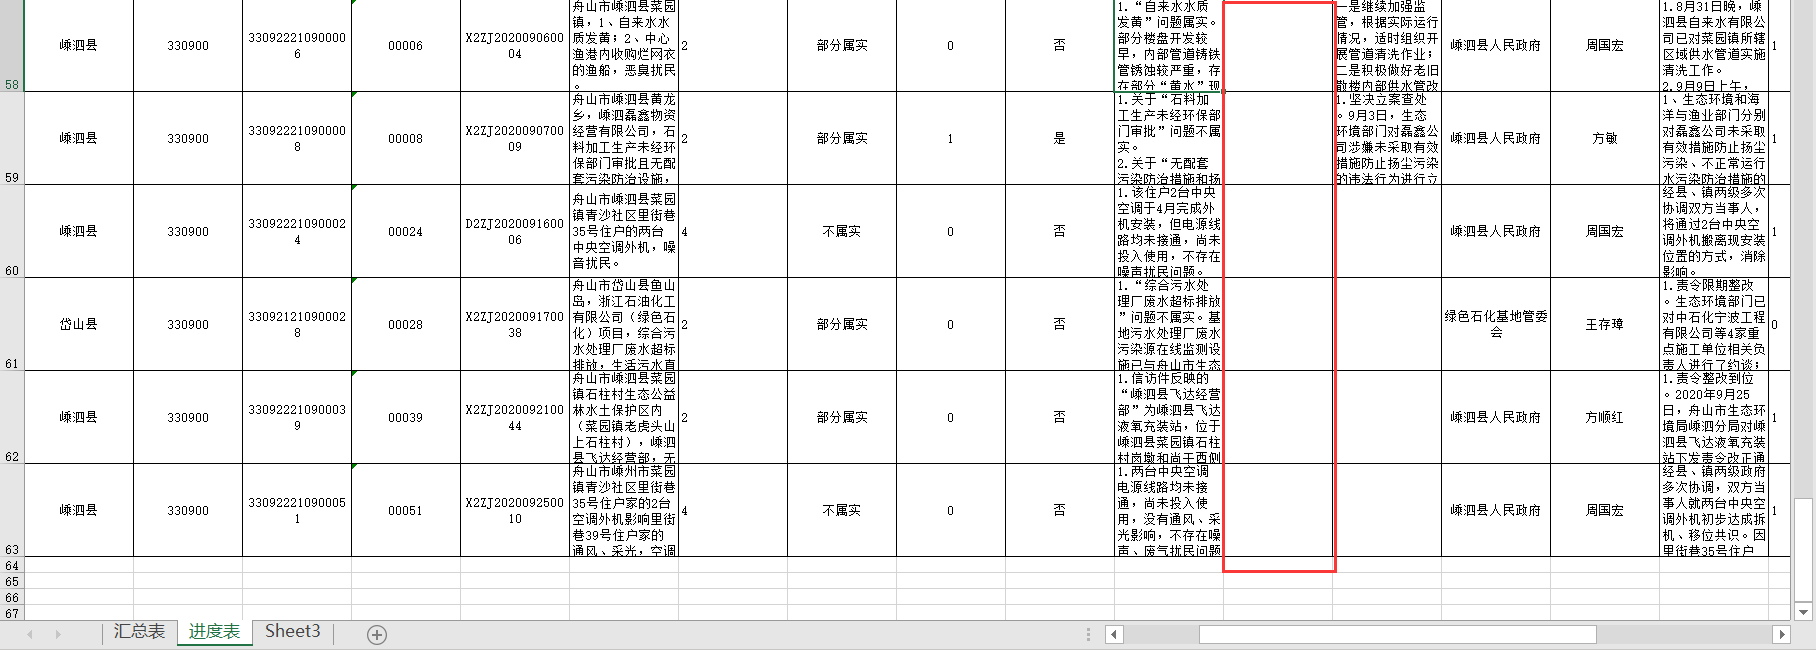 嵊泗县
330900
33092221090000
6
00006
X2ZJ2020090600
04
舟山市嵊泗县菜园
镇，1、自来水水
质发黄；2、中心
渔港内收购烂网衣
的渔船，恶臭扰民
。
2
部分属实
0
否
1.“自来水水质
发黄”问题属实。
部分楼盘开发较
早，内部管道铸铁
管锈蚀较严重，存
在部分“黄水”现
一是继续加强监
管，根据实际运行
情况，适时组织开
展管道清洗作业；
二是积极做好老旧
散楼内部供水管改
嵊泗县人民政府
周国宏
1.8月31日晚，嵊
泗县自来水有限公
司已对菜园镇所辖
区域供水管道实施
清洗工作。
2.9月9日上午，
1
58
嵊泗县
330900
33092221090000
8
00008
X2ZJ2020090700
09
舟山市嵊泗县黄龙
乡，嵊泗磊鑫物资
经营有限公司，石
料加工生产未经环
保部门审批且无配
套污染防治设施，
2
部分属实
1
是
1.关于“石料加
工生产未经环保部
门审批”问题不属
实。
2.关于“无配套
污染防治措施和扬
1.坚决立案查处
。9月3日，生态
环境部门对磊鑫公
司涉嫌未采取有效
措施防止扬尘污染
的违法行为进行立
嵊泗县人民政府
方敏
1、生态环境和海
洋与渔业部门分别
对磊鑫公司未采取
有效措施防止扬尘
污染、不正常运行
水污染防治措施的
1
59
嵊泗县
330900
33092221090002
4
00024
D2ZJ2020091600
06
舟山市嵊泗县菜园
镇青沙社区里街巷
35号住户的两台
中央空调外机，噪
音扰民。
4
不属实
0
否
1.该住户2台中央
空调于4月完成外
机安装，但电源线
路均未接通，尚未
投入使用，不存在
噪声扰民问题。
嵊泗县人民政府
周国宏
经县、镇两级多次
协调双方当事人，
将通过2台中央空
调外机搬离现安装
位置的方式，消除
影响。
1
60
岱山县
330900
33092121090002
8
00028
X2ZJ2020091700
38
舟山市岱山县鱼山
岛，浙江石油化工
有限公司（绿色石
化）项目，综合污
水处理厂废水超标
排放，生活污水直
2
部分属实
0
否
1.“综合污水处
理厂废水超标排放
”问题不属实。基
地污水处理厂废水
污染源在线监测设
施已与舟山市生态
绿色石化基地管委
会
王存璋
1.责令限期整改
。生态环境部门已
对中石化宁波工程
有限公司等4家重
点施工单位相关负
责人进行了约谈；
0
61
嵊泗县
330900
33092221090003
9
00039
X2ZJ2020092100
44
舟山市嵊泗县菜园
镇石柱村生态公益
林水土保护区内
（菜园镇老虎头山
上石柱村），嵊泗
县飞达经营部，无
2
部分属实
0
否
1.信访件反映的
“嵊泗县飞达经营
部”为嵊泗县飞达
液氧充装站，位于
嵊泗县菜园镇石柱
村岗墩和尚于西侧
嵊泗县人民政府
方顺红
1.责令整改到位
。2020年9月25
日，舟山市生态环
境局嵊泗分局对嵊
泗县飞达液氧充装
站下发责令改正通
1
62
嵊泗县
330900
33092221090005
1
00051
X2ZJ2020092500
10
舟山市嵊州市菜园
镇青沙社区里街巷
35号住户家的2台
空调外机影响里街
巷39号住户家的
通风、采光，空调
4
不属实
0
否
1.两台中央空调
电源线路均未接
通，尚未投入使
用，没有通风、采
光影响，不存在噪
声、废气扰民问题
嵊泗县人民政府
周国宏
经县、镇两级政府
多次协调，双方当
事人就两台中央空
调外机初步达成拆
机、移位共识。因
里街巷35号住户
1
63
64
65
66
67
汇总表
进度表
Sheet3